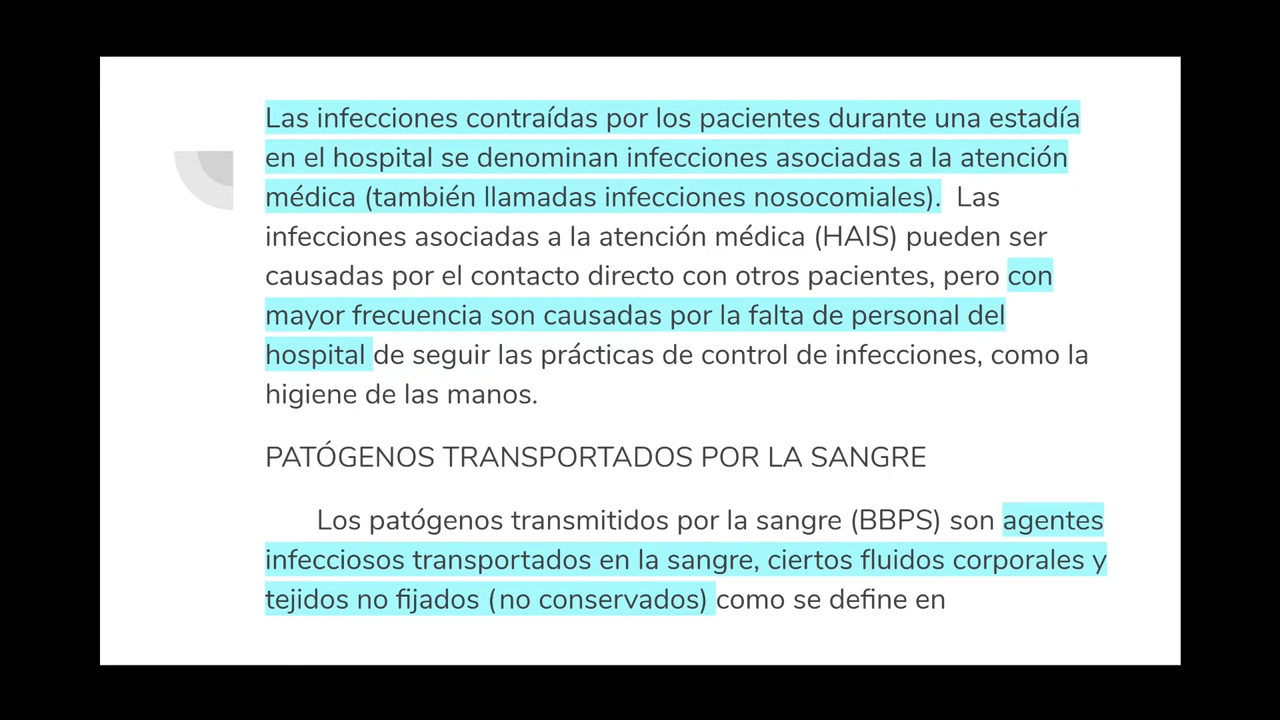 Las infecciones contraídas por los pacientes durante una estadía
en el hospital se denominan infecciones asociadas a la atención
médica (también llamadas infecciones nosocomiales).  Las
infecciones asociadas a la atención médica (HAIS) pueden ser
causadas por el contacto directo con otros pacientes, pero con
mayor frecuencia son causadas por la falta de personal del
hospital de seguir las prácticas de control de infecciones, como la
higiene de las manos.
PATÓGENOS TRANSPORTADOS POR LA SANGRE
Los patógenos transmitidos por la sangre (BBPS) son agentes
infecciosos transportados en la sangre, ciertos fluidos corporales y
tejidos no fijados (no conservados) como se define en